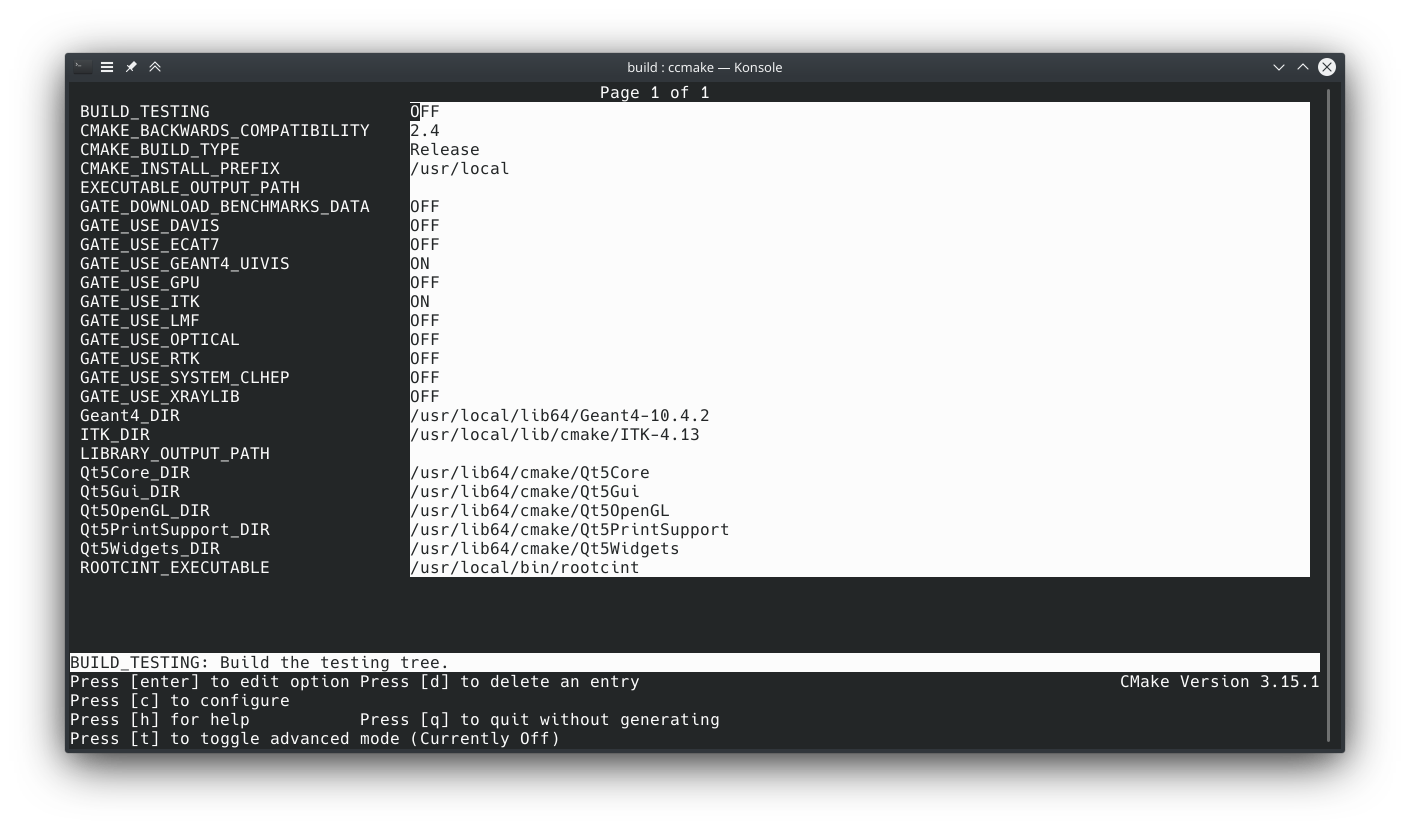 build : ccmake — Konsole
Page 1 of 1
BUILD_TESTING OFF
CMAKE_BACKWARDS_COMPATIBILITY 2.4
CMAKE_BUILD_TYPE Release
CMAKE_INSTALL_PREFIX /usr/local
EXECUTABLE_OUTPUT_PATH
GATE_DOWNLOAD_BENCHMARKS_DATA OFF
GATE_USE_DAVIS OFF
GATE_USE_ECAT7 OFF
GATE_USE_GEANT4_UIVIS ON
GATE_USE_GPU OFF
GATE_USE_ITK ON
GATE_USE_LMF OFF
GATE_USE_OPTICAL OFF
GATE_USE_RTK OFF
GATE_USE_SYSTEM_CLHEP OFF
GATE_USE_XRAYLIB OFF
Geant4_DIR /usr/local/lib64/Geant4-10.4.2
ITK_DIR /usr/local/lib/cmake/ITK-4.13
LIBRARY_OUTPUT_PATH
Qt5Core_DIR /usr/lib64/cmake/Qt5Core
Qt5Gui_DIR /usr/lib64/cmake/Qt5Gui
Qt5OpenGL_DIR /usr/lib64/cmake/Qt5OpenGL
Qt5PrintSupport_DIR /usr/lib64/cmake/Qt5PrintSupport
Qt5Widgets_DIR /usr/lib64/cmake/Qt5Widgets
ROOTCINT_EXECUTABLE /usr/local/bin/rootcint
BUILD_TESTING: Build the testing tree.
Press [enter] to edit option Press [d] to delete an entry CMake Version 3.15.1
Press [c] to configure
Press [h] for help Press [q] to quit without generating
Press [t] to toggle advanced mode (Currently Off)